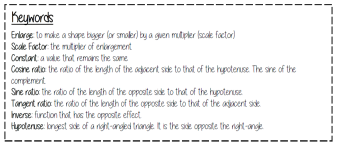 Keywords
Enlarge: to make a shape bigger (or smaller) by a given multiplier (scale factor)
Scale Factor: the multiplier of enlargement
Constant: a value that remains the same
Cosine ratio: the ratio of the length of the adjacent side to that of the hypotenuse. The sine of the
complement.
Sine ratio: the ratio of the length of the opposite side to that of the hypotenuse.
Tangent ratio: the ratio of the length of the opposite side to that of the adjacent side.
Inverse: function that has the opposite effect.
Hypotenuse: longest side of a right-angled triangle. It is the side opposite the right-angle.